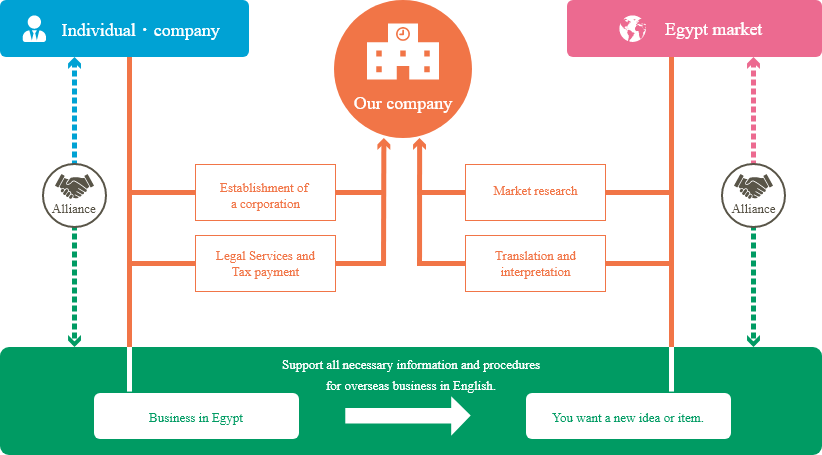 Individual・company
Our company
Egypt market
Establishment of
a corporation
Market research
Alliance
Alliance
Legal Services and
Tax payment
Translation and
interpretation
Support all necessary information and procedures
for overseas business in English.
Business in Egypt
You want a new idea or item.